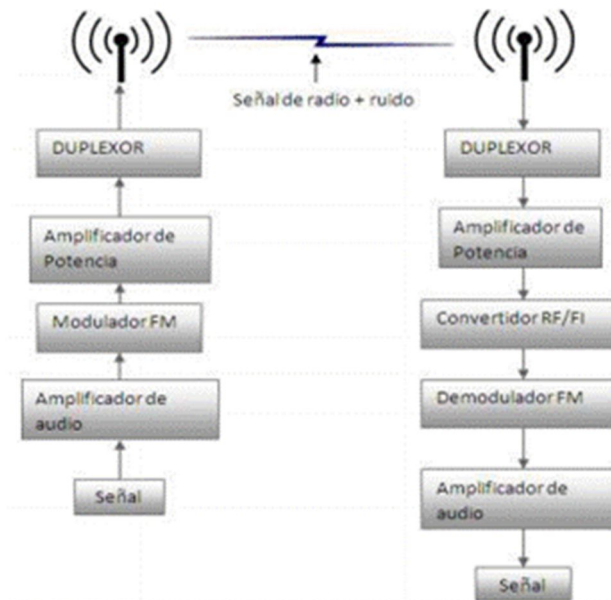 Señal de radio + ruido
DUPLEXOR
Amplificador de
Potencia
Modulador FM
Amplificador de
audio
Señal
DUPLEXOR
Amplificador de
Potencia
Convertidor RF/FI
Demodulador FM
Amplificador de
audio
Señal